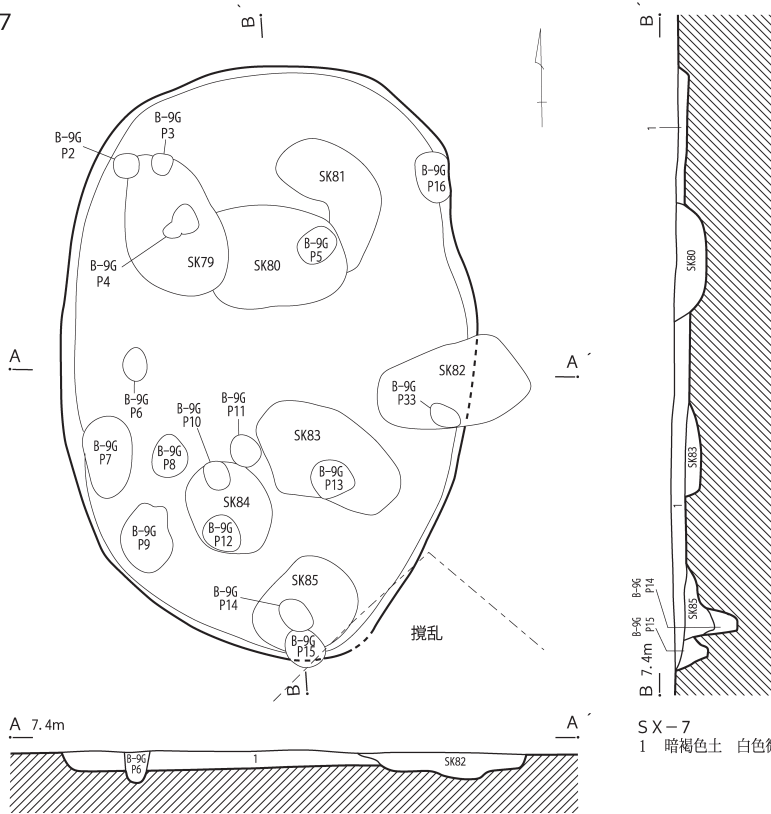 7
B´
B´
B-9G
P3
B-9G
P2
SK81
B-9G
P16
1
B-9G
P5
SK79
SK80
SK80
B-9G
P4
A
A´
SK82
B-9G
P33
B-9G
P6
B-9G
P11
B-9G
P10
SK83
SK83
B-9G
P7
B-9G
P8
B-9G
P13
SK84
1
B-9G
P9
B-9G
P12
SK85
B-9G
P14
B-9G
P14
SK85
B-9G
P15
B-9G
P15
撹乱
B
B 7.4m
A 7.4m
A´
B-9G
P6
1
SK82
SX-7
1 暗褐色土 白色